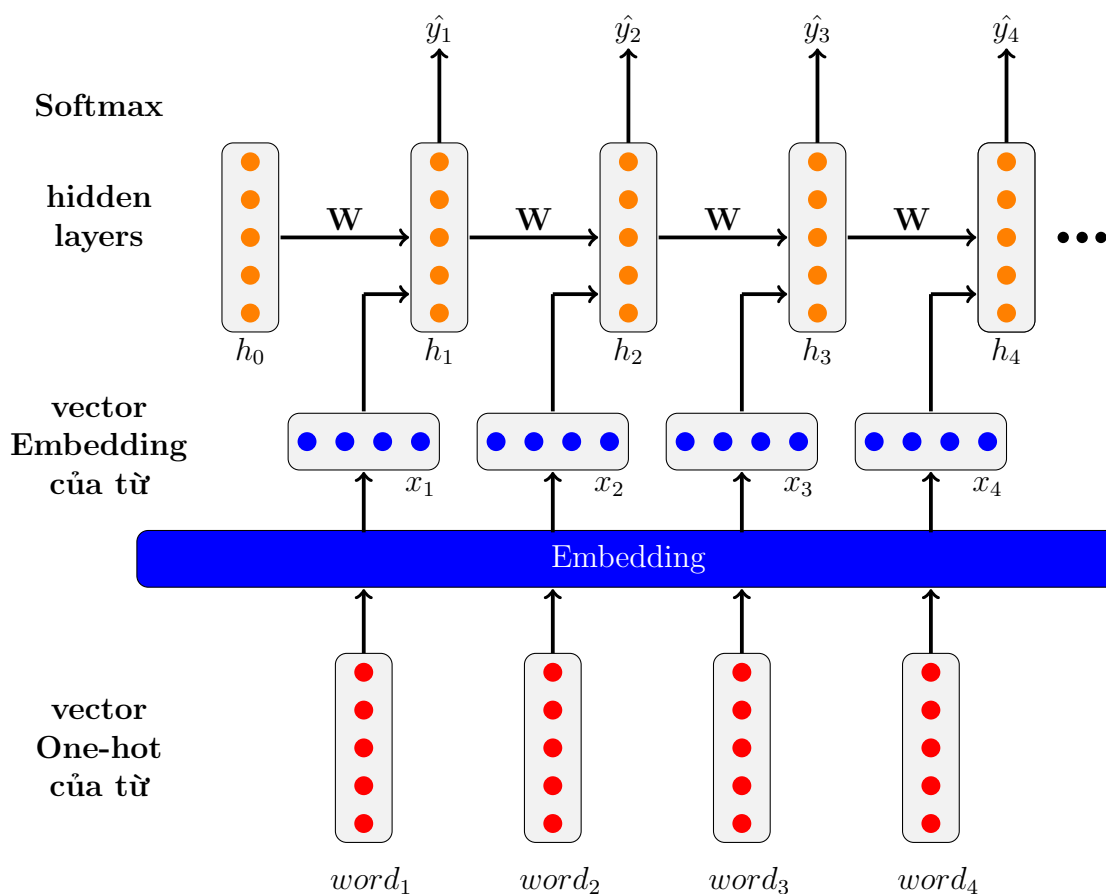 ŷ₁ ŷ₂ ŷ₃ ŷ₄
Softmax
hidden
layers
W W W W
h₀ h₁ h₂ h₃ h₄
vector
Embedding
của từ
x₁ x₂ x₃ x₄
Embedding
vector
One-hot
của từ
word₁ word₂ word₃ word₄